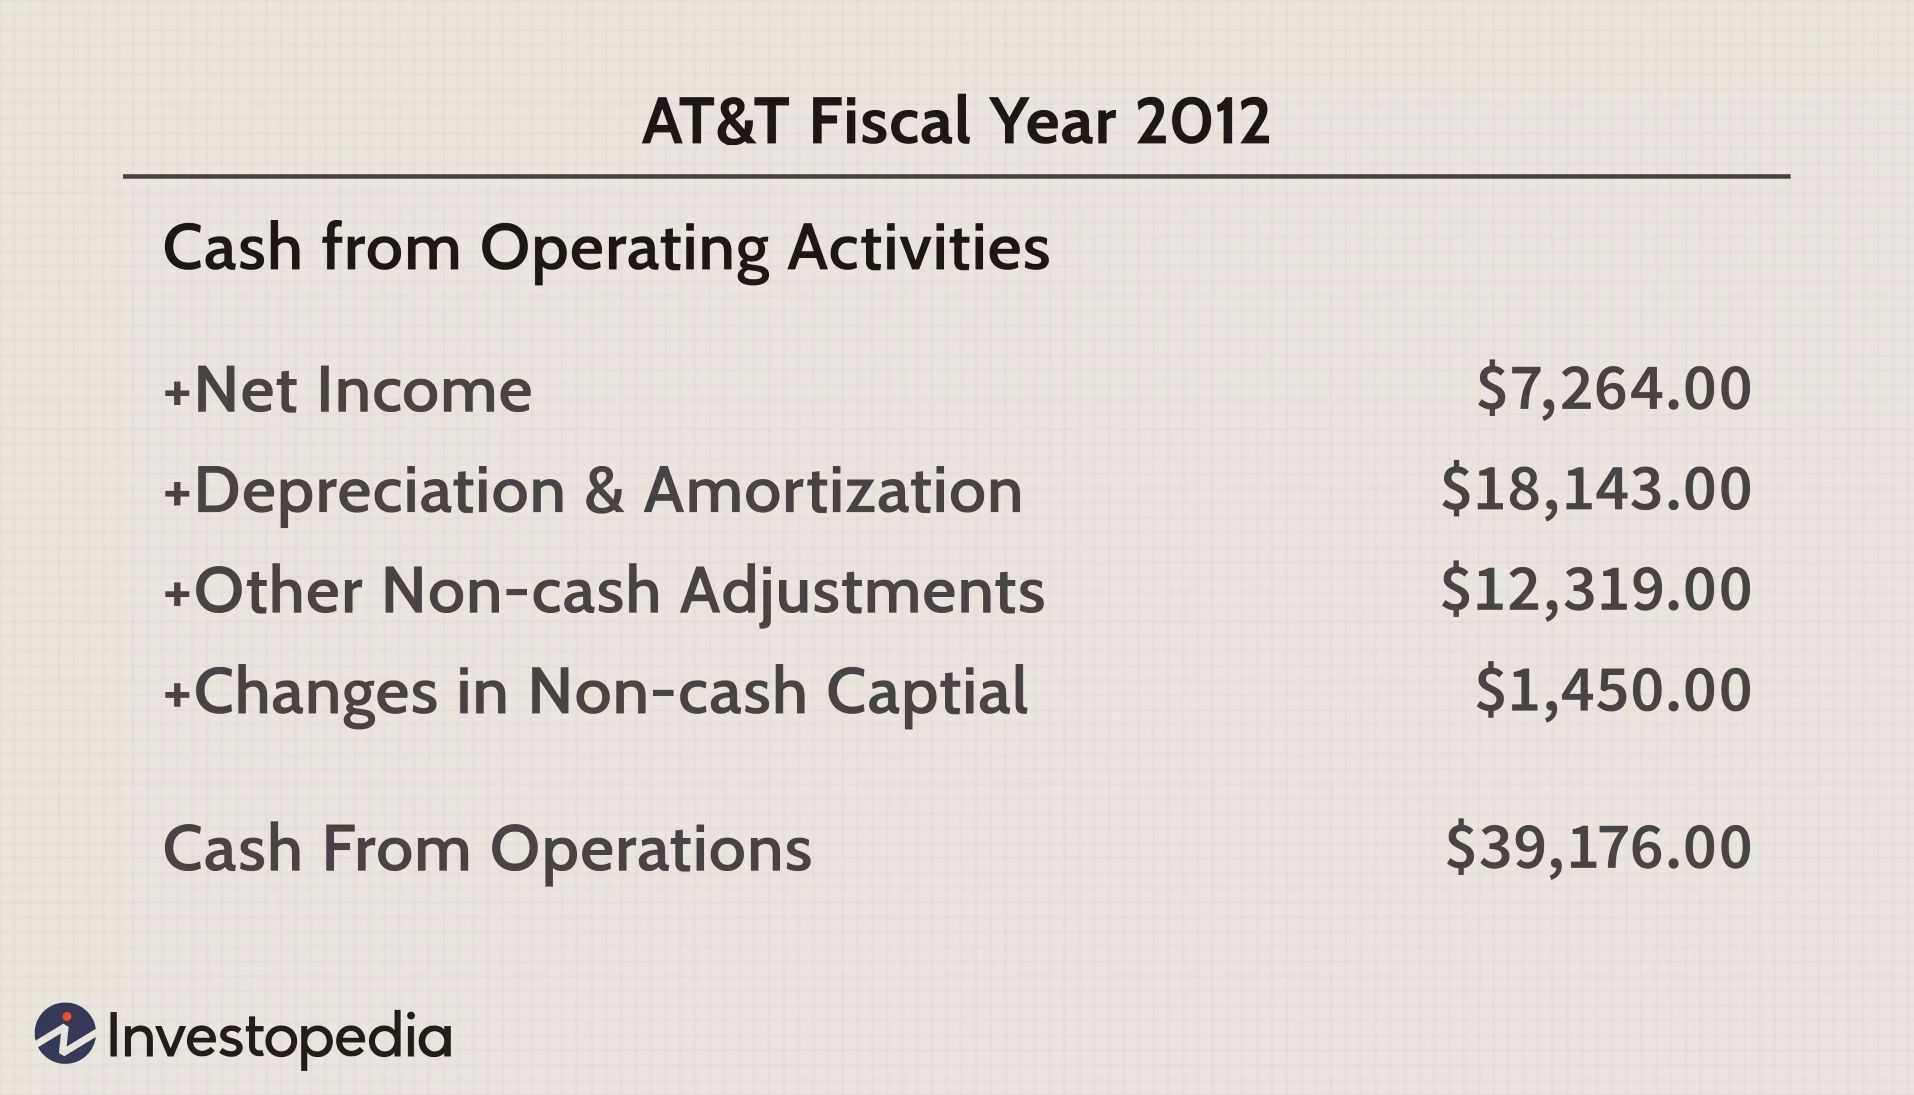 AT&T Fiscal Year 2012
Cash from Operating Activities
+Net Income $7,264.00
+Depreciation & Amortization $18,143.00
+Other Non-cash Adjustments $12,319.00
+Changes in Non-cash Captial $1,450.00
Cash From Operations $39,176.00
Investopedia